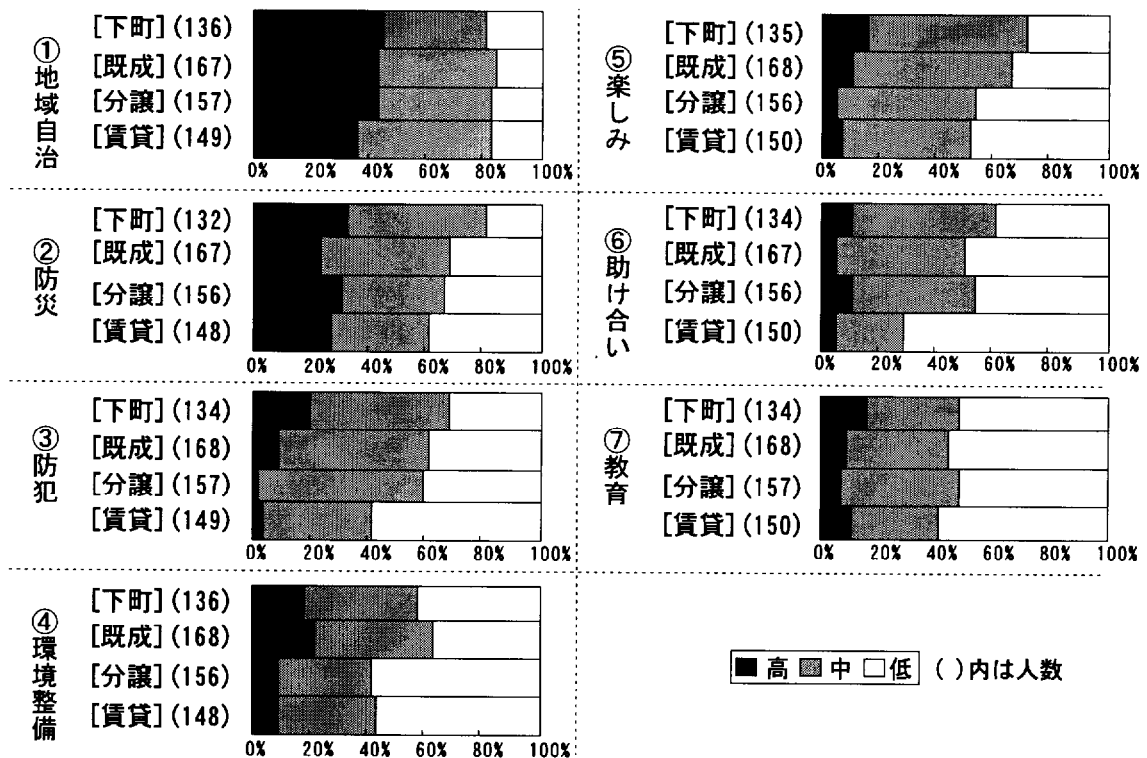 ①地域自治
[下町](136)
[既成](167)
[分譲](157)
[賃貸](149)
0% 20% 40% 60% 80% 100%
②防災
[下町](132)
[既成](167)
[分譲](156)
[賃貸](148)
0% 20% 40% 60% 80% 100%
③防犯
[下町](134)
[既成](168)
[分譲](157)
[賃貸](149)
0% 20% 40% 60% 80% 100%
④環境整備
[下町](136)
[既成](168)
[分譲](156)
[賃貸](148)
0% 20% 40% 60% 80% 100%
⑤楽しみ
[下町](135)
[既成](168)
[分譲](156)
[賃貸](150)
0% 20% 40% 60% 80% 100%
⑥助け合い
[下町](134)
[既成](167)
[分譲](156)
[賃貸](150)
0% 20% 40% 60% 80% 100%
⑦教育
[下町](134)
[既成](168)
[分譲](157)
[賃貸](150)
0% 20% 40% 60% 80% 100%
高 中 低 ( )内は人数